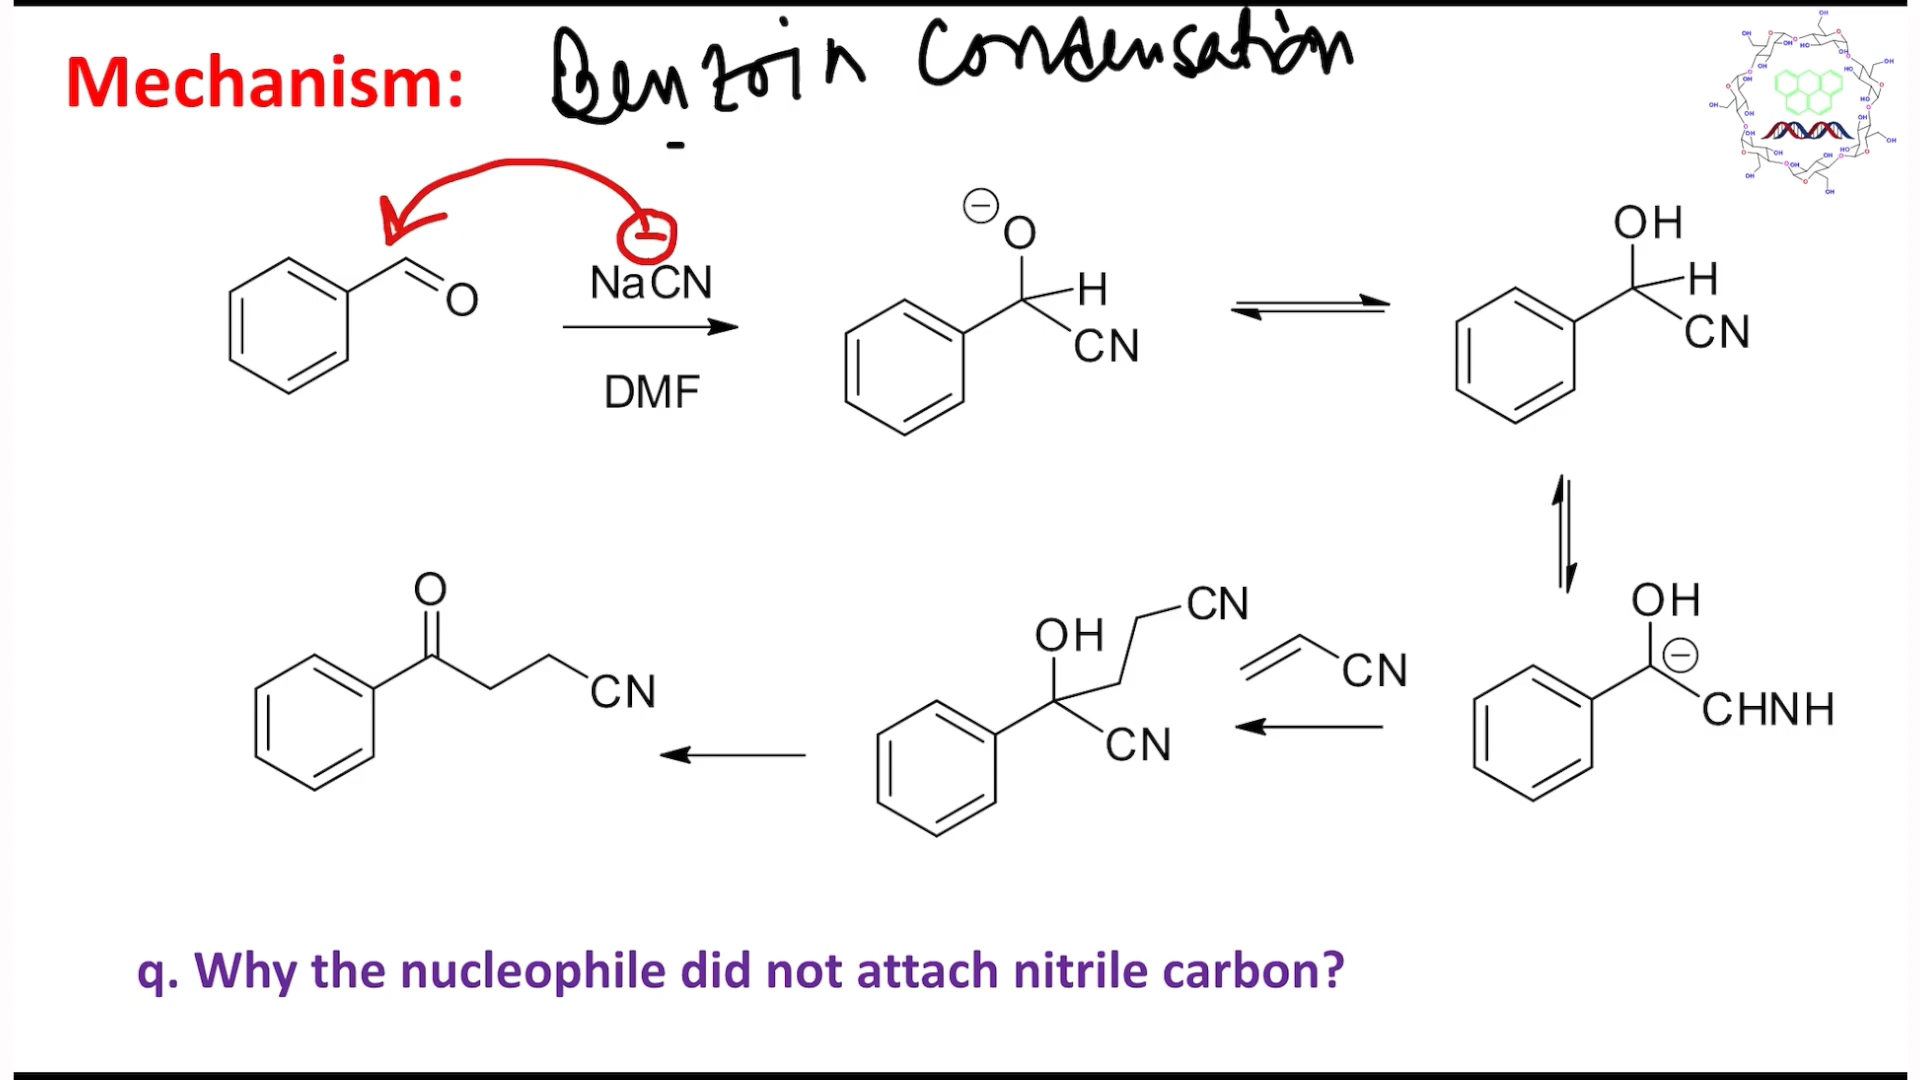 Mechanism: Benzoin Condensation
O
NaCN
DMF
⊖
O
H
CN
OH
H
CN
O
CN
OH
CN
CN
CN
OH
⊖
CHNH
q. Why the nucleophile did not attach nitrile carbon?